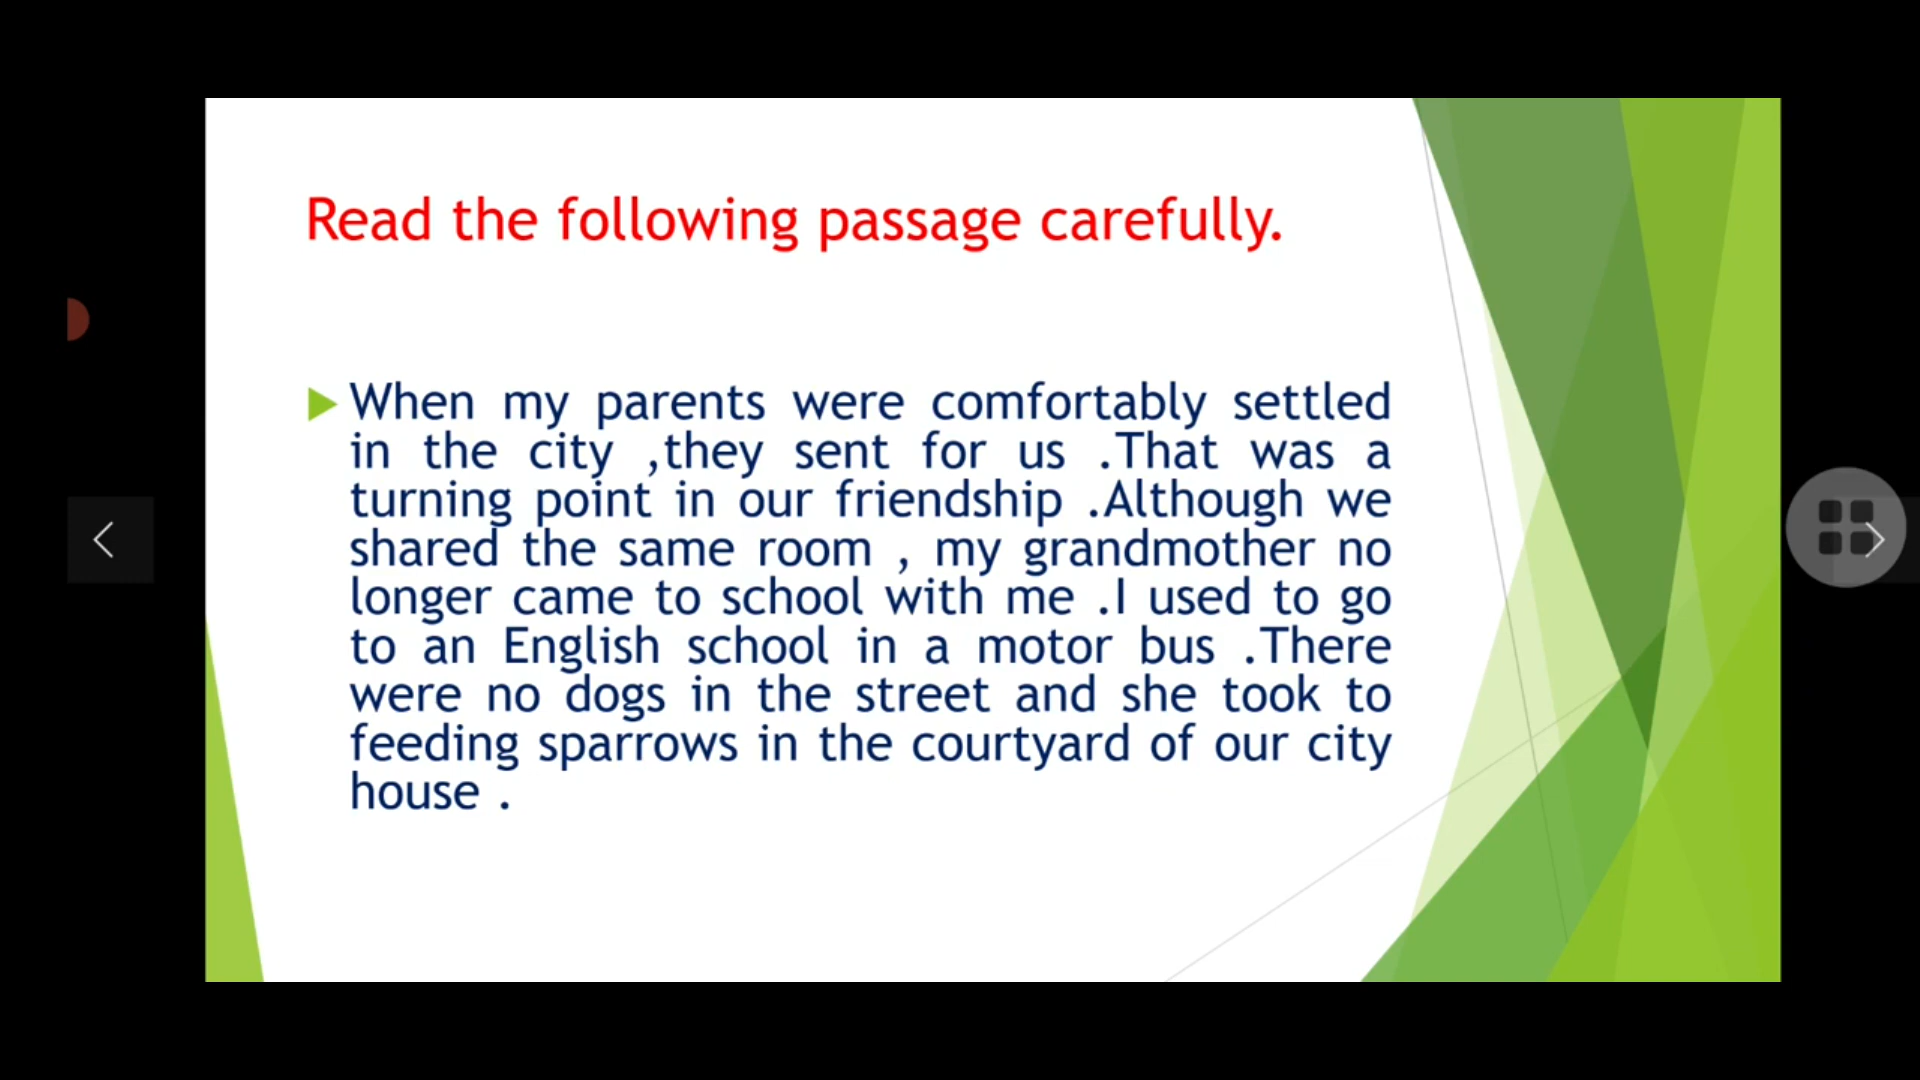 Read the following passage carefully.
When my parents were comfortably settled
in the city ,they sent for us .That was a
turning point in our friendship .Although we
shared the same room , my grandmother no
longer came to school with me .I used to go
to an English school in a motor bus .There
were no dogs in the street and she took to
feeding sparrows in the courtyard of our city
house .